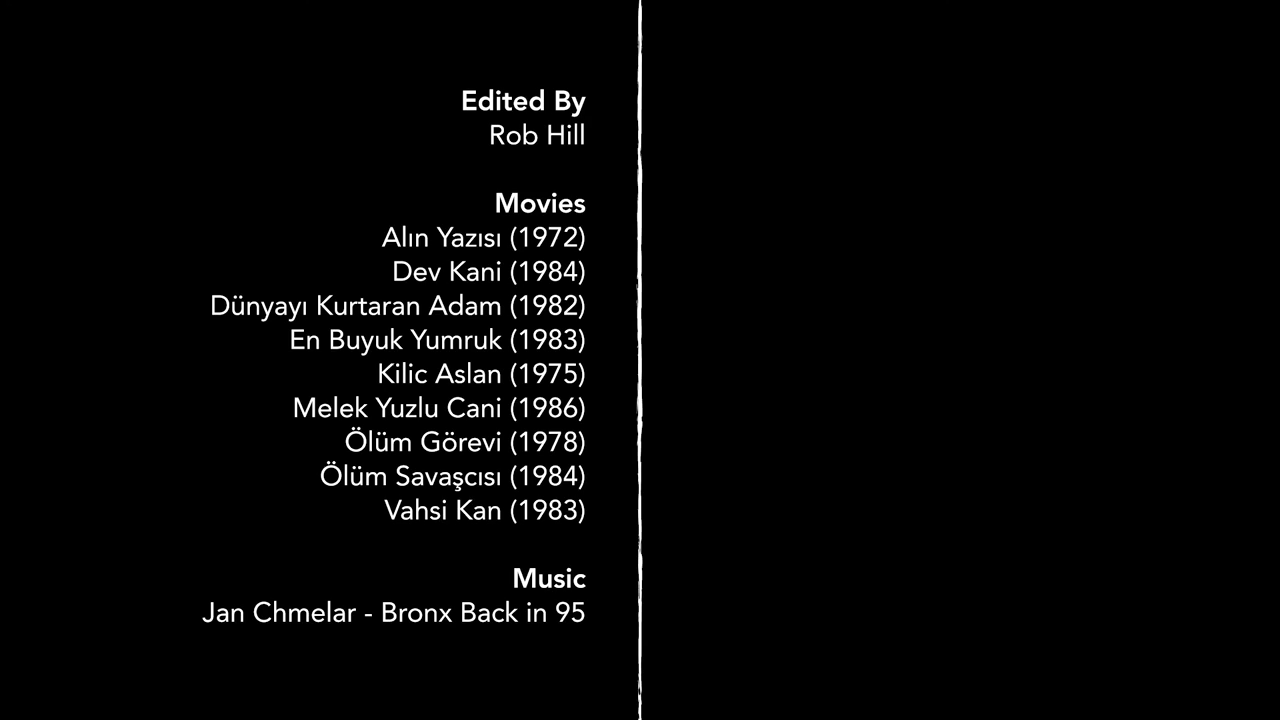 Edited By
Rob Hill
Movies
Alın Yazısı (1972)
Dev Kani (1984)
Dünyayı Kurtaran Adam (1982)
En Buyuk Yumruk (1983)
Kilic Aslan (1975)
Melek Yuzlu Cani (1986)
Ölüm Görevi (1978)
Ölüm Savaşcısı (1984)
Vahsi Kan (1983)
Music
Jan Chmelar - Bronx Back in 95